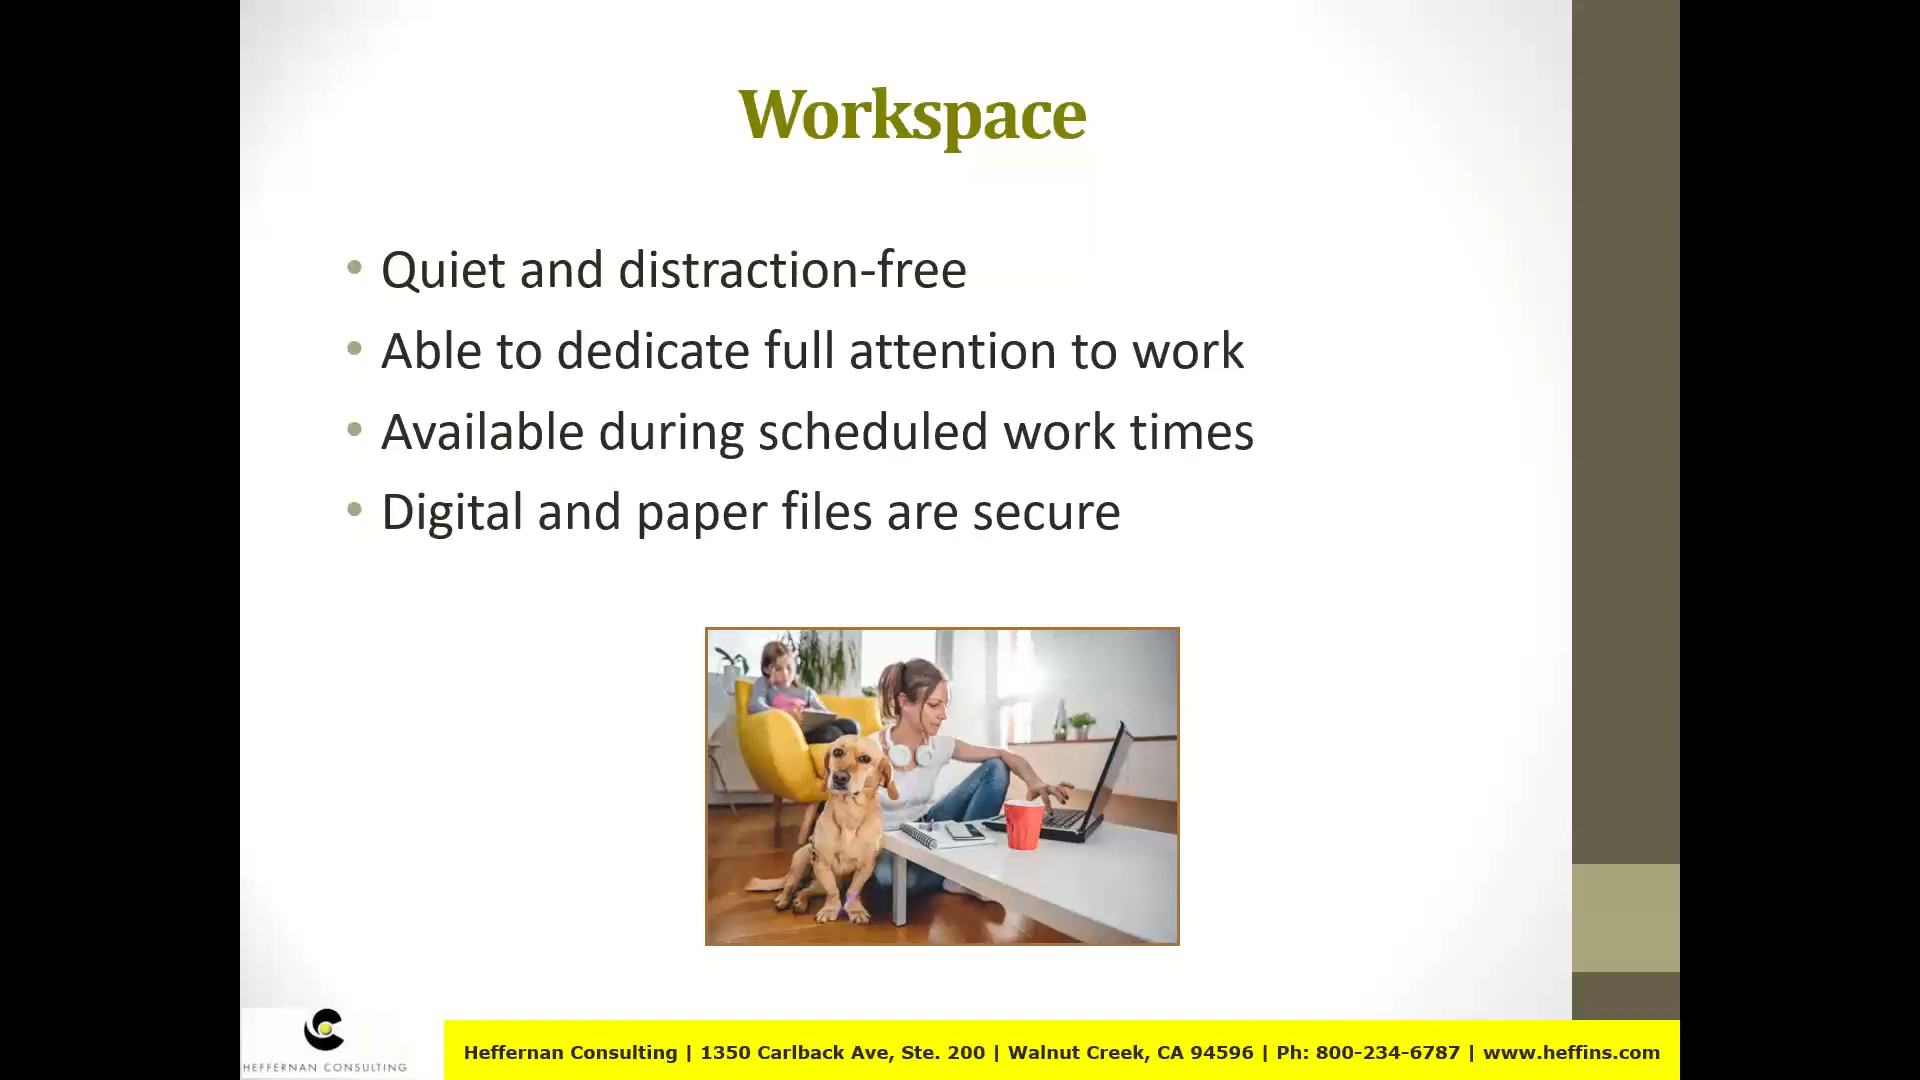 Workspace
• Quiet and distraction-free
• Able to dedicate full attention to work
• Available during scheduled work times
• Digital and paper files are secure
HEFFERNAN CONSULTING
Heffernan Consulting | 1350 Carlback Ave, Ste. 200 | Walnut Creek, CA 94596 | Ph: 800-234-6787 | www.heffins.com